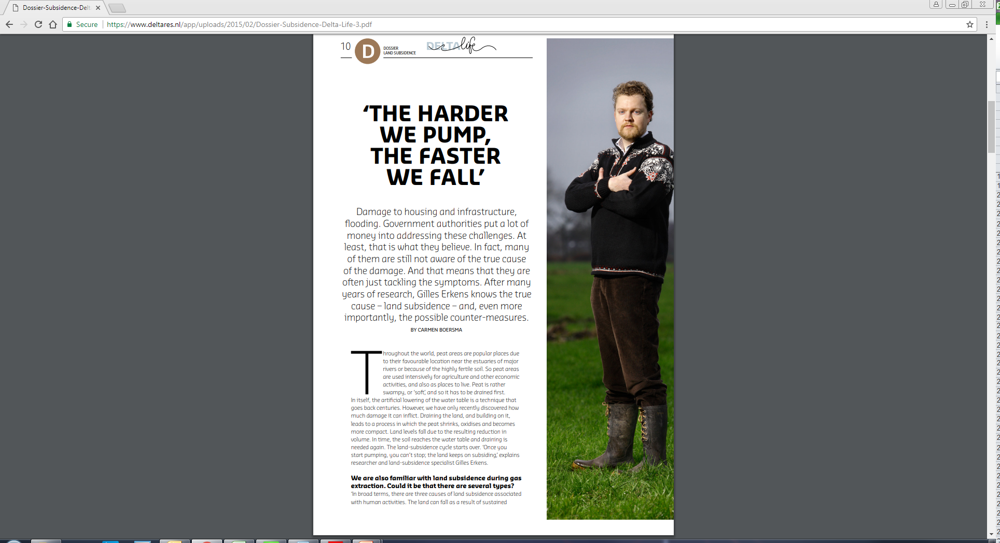 Dossier-Subsidence-Delt
Secure
https://www.deltares.nl/app/uploads/2015/02/Dossier-Subsidence-Delta-Life-3.pdf
10
D
DOSSIER
LAND SUBSIDENCE
DELTAlife
‘THE HARDER
WE PUMP,
THE FASTER
WE FALL’
Damage to housing and infrastructure,
flooding. Government authorities put a lot of
money into addressing these challenges. At
least, that is what they believe. In fact, many
of them are still not aware of the true cause
of the damage. And that means that they are
often just tackling the symptoms. After many
years of research, Gilles Erkens knows the true
cause – land subsidence – and, even more
importantly, the possible counter-measures.
BY CARMEN BOERSMA
Throughout the world, peat areas are popular places due
to their favourable location near the estuaries of major
rivers or because of the highly fertile soil. So peat areas
are used intensively for agriculture and other economic
activities, and also as places to live. Peat is rather
swampy, or ‘soft’, and so it has to be drained first.
In itself, the artificial lowering of the water table is a technique that
goes back centuries. However, we have only recently discovered how
much damage it can inflict. Draining the land, and building on it,
leads to a process in which the peat shrinks, oxidises and becomes
more compact. Land levels fall due to the resulting reduction in
volume. In time, the soil reaches the water table and draining is
needed again. The land-subsidence cycle starts over. ‘Once you
start pumping, you can’t stop; the land keeps on subsiding,’ explains
researcher and land-subsidence specialist Gilles Erkens.
We are also familiar with land subsidence during gas
extraction. Could it be that there are several types?
‘In broad terms, there are three causes of land subsidence associated
with human activities. The land can fall as a result of sustained